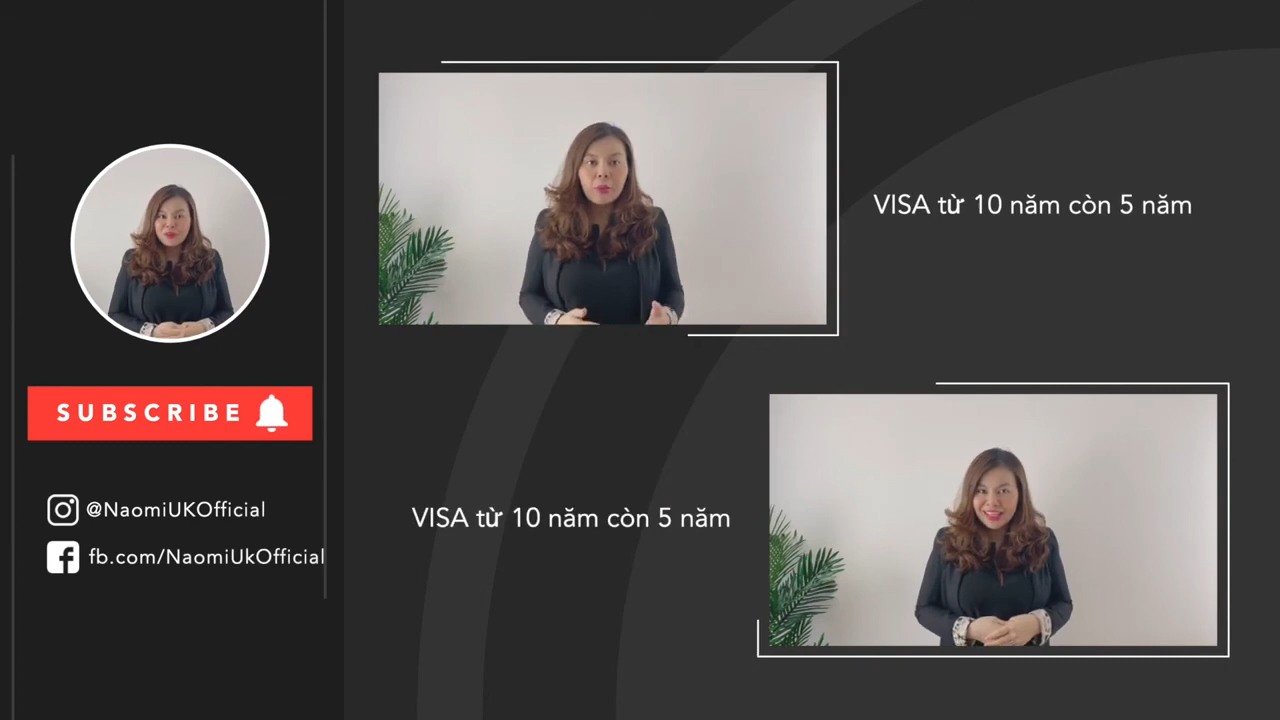 VISA từ 10 năm còn 5 năm
SUBSCRIBE
@NaomiUKOfficial
fb.com/NaomiUkOfficial
VISA từ 10 năm còn 5 năm